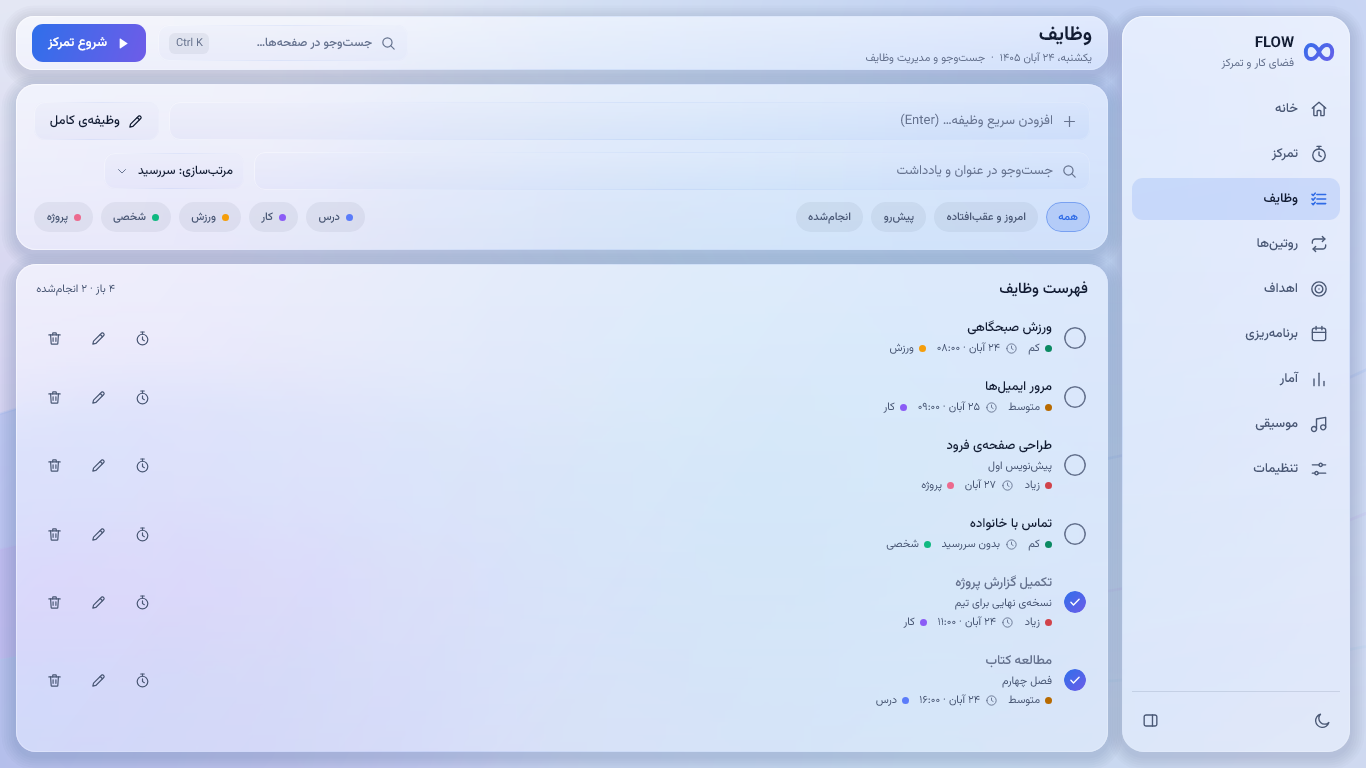 FLOW
فضای کار و تمرکز
خانه
تمرکز
وظایف
روتین‌ها
اهداف
برنامه‌ریزی
آمار
موسیقی
تنظیمات
وظایف
یکشنبه، ۲۴ آبان ۱۴۰۵ · جست‌وجو و مدیریت وظایف
جست‌وجو در صفحه‌ها… Ctrl K
شروع تمرکز
افزودن سریع وظیفه… (Enter)
وظیفه‌ی کامل
جست‌وجو در عنوان و یادداشت
مرتب‌سازی: سررسید
همه امروز و عقب‌افتاده پیش‌رو انجام‌شده درس کار ورزش شخصی پروژه
فهرست وظایف
۴ باز · ۲ انجام‌شده
ورزش صبحگاهی
کم ۲۴ آبان · ۰۸:۰۰ ورزش
مرور ایمیل‌ها
متوسط ۲۵ آبان · ۰۹:۰۰ کار
طراحی صفحه‌ی فرود
پیش‌نویس اول
زیاد ۲۷ آبان پروژه
تماس با خانواده
کم بدون سررسید شخصی
تکمیل گزارش پروژه
نسخه‌ی نهایی برای تیم
زیاد ۲۴ آبان · ۱۱:۰۰ کار
مطالعه کتاب
فصل چهارم
متوسط ۲۴ آبان · ۱۶:۰۰ درس